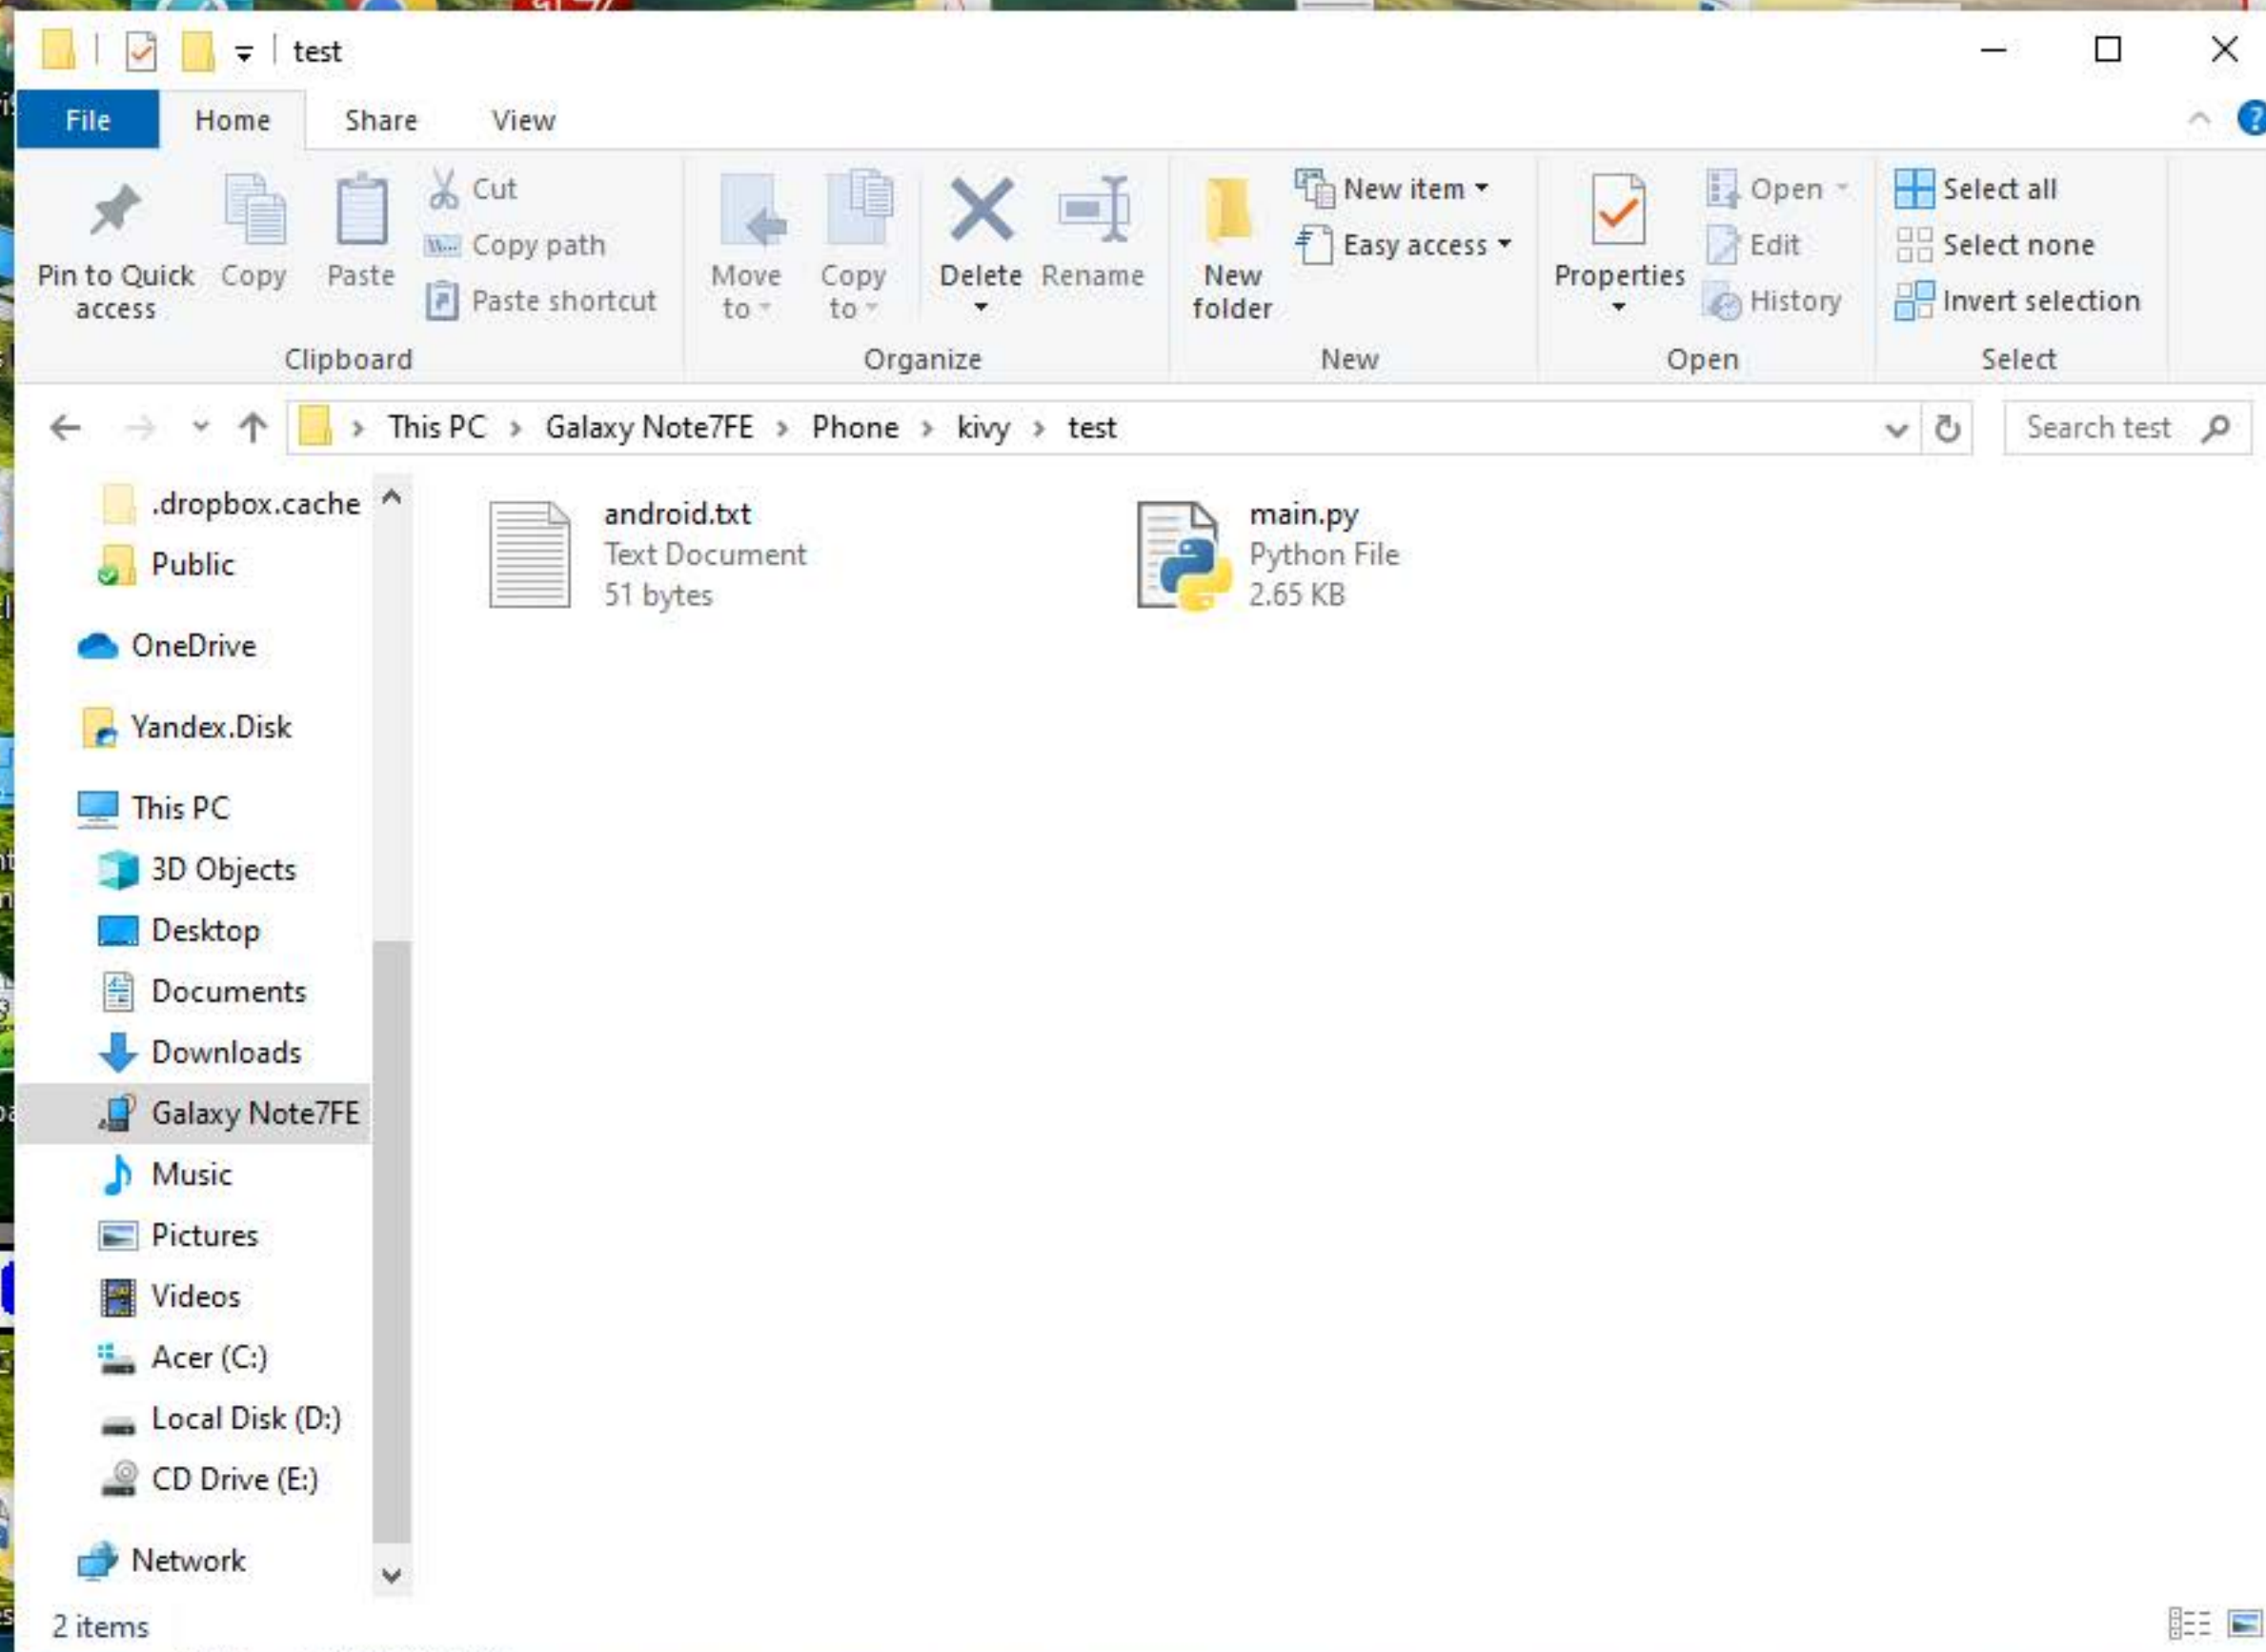 test
File Home Share View
Pin to Quick access
Copy
Paste
Cut
Copy path
Paste shortcut
Clipboard
Move to
Copy to
Delete
Rename
Organize
New folder
New item
Easy access
New
Properties
Open
Edit
History
Open
Select all
Select none
Invert selection
Select
This PC > Galaxy Note7FE > Phone > kivy > test
Search test
.dropbox.cache
Public
OneDrive
Yandex.Disk
This PC
3D Objects
Desktop
Documents
Downloads
Galaxy Note7FE
Music
Pictures
Videos
Acer (C:)
Local Disk (D:)
CD Drive (E:)
Network
android.txt
Text Document
51 bytes
main.py
Python File
2.65 KB
2 items